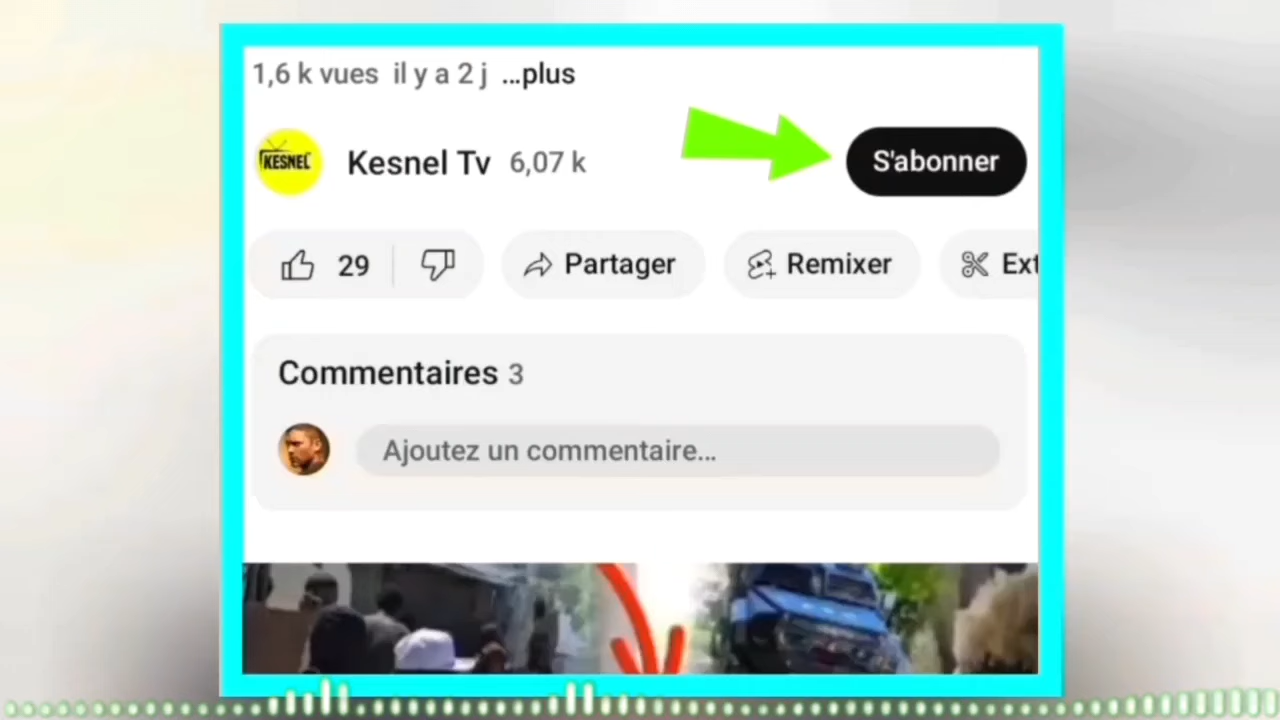 1,6 k vues il y a 2 j ...plus
KESNEL
Kesnel Tv 6,07 k
S'abonner
29
Partager
Remixer
Ext
Commentaires 3
Ajoutez un commentaire...